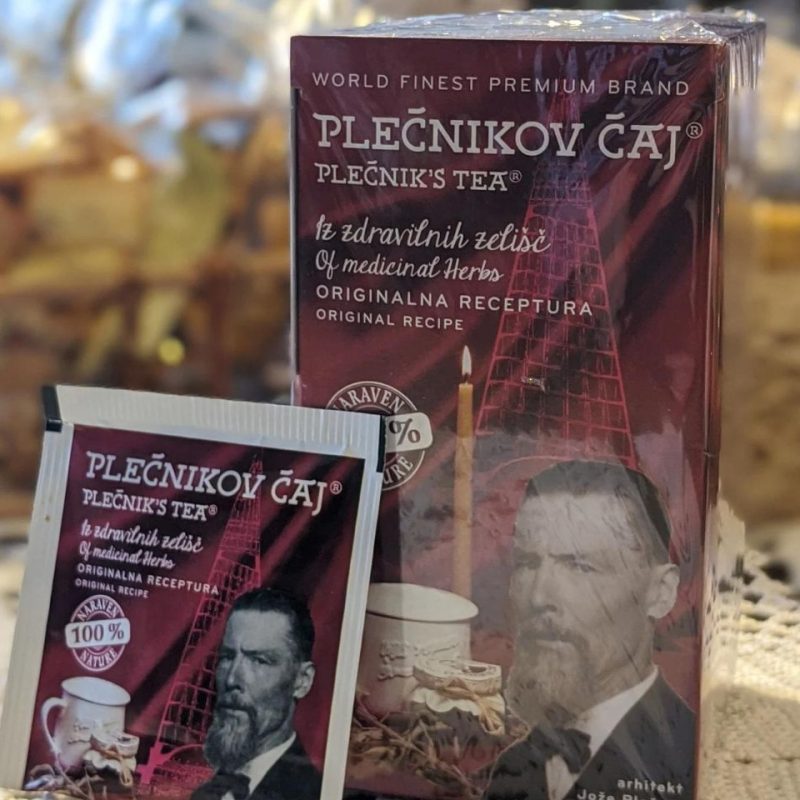 WORLD FINEST PREMIUM BRAND
PLEČNIKOV ČAJ®
PLEČNIK'S TEA®
Iz zdravilnih zelišč
Of medicinal Herbs
ORIGINALNA RECEPTURA
ORIGINAL RECIPE
NARAVEN
%
arhitekt
Jože
PLEČNIKOV ČAJ®
PLEČNIK'S TEA®
Iz zdravilnih zelišč
Of medicinal Herbs
ORIGINALNA RECEPTURA
ORIGINAL RECIPE
NARAVEN
100 %
NATURE